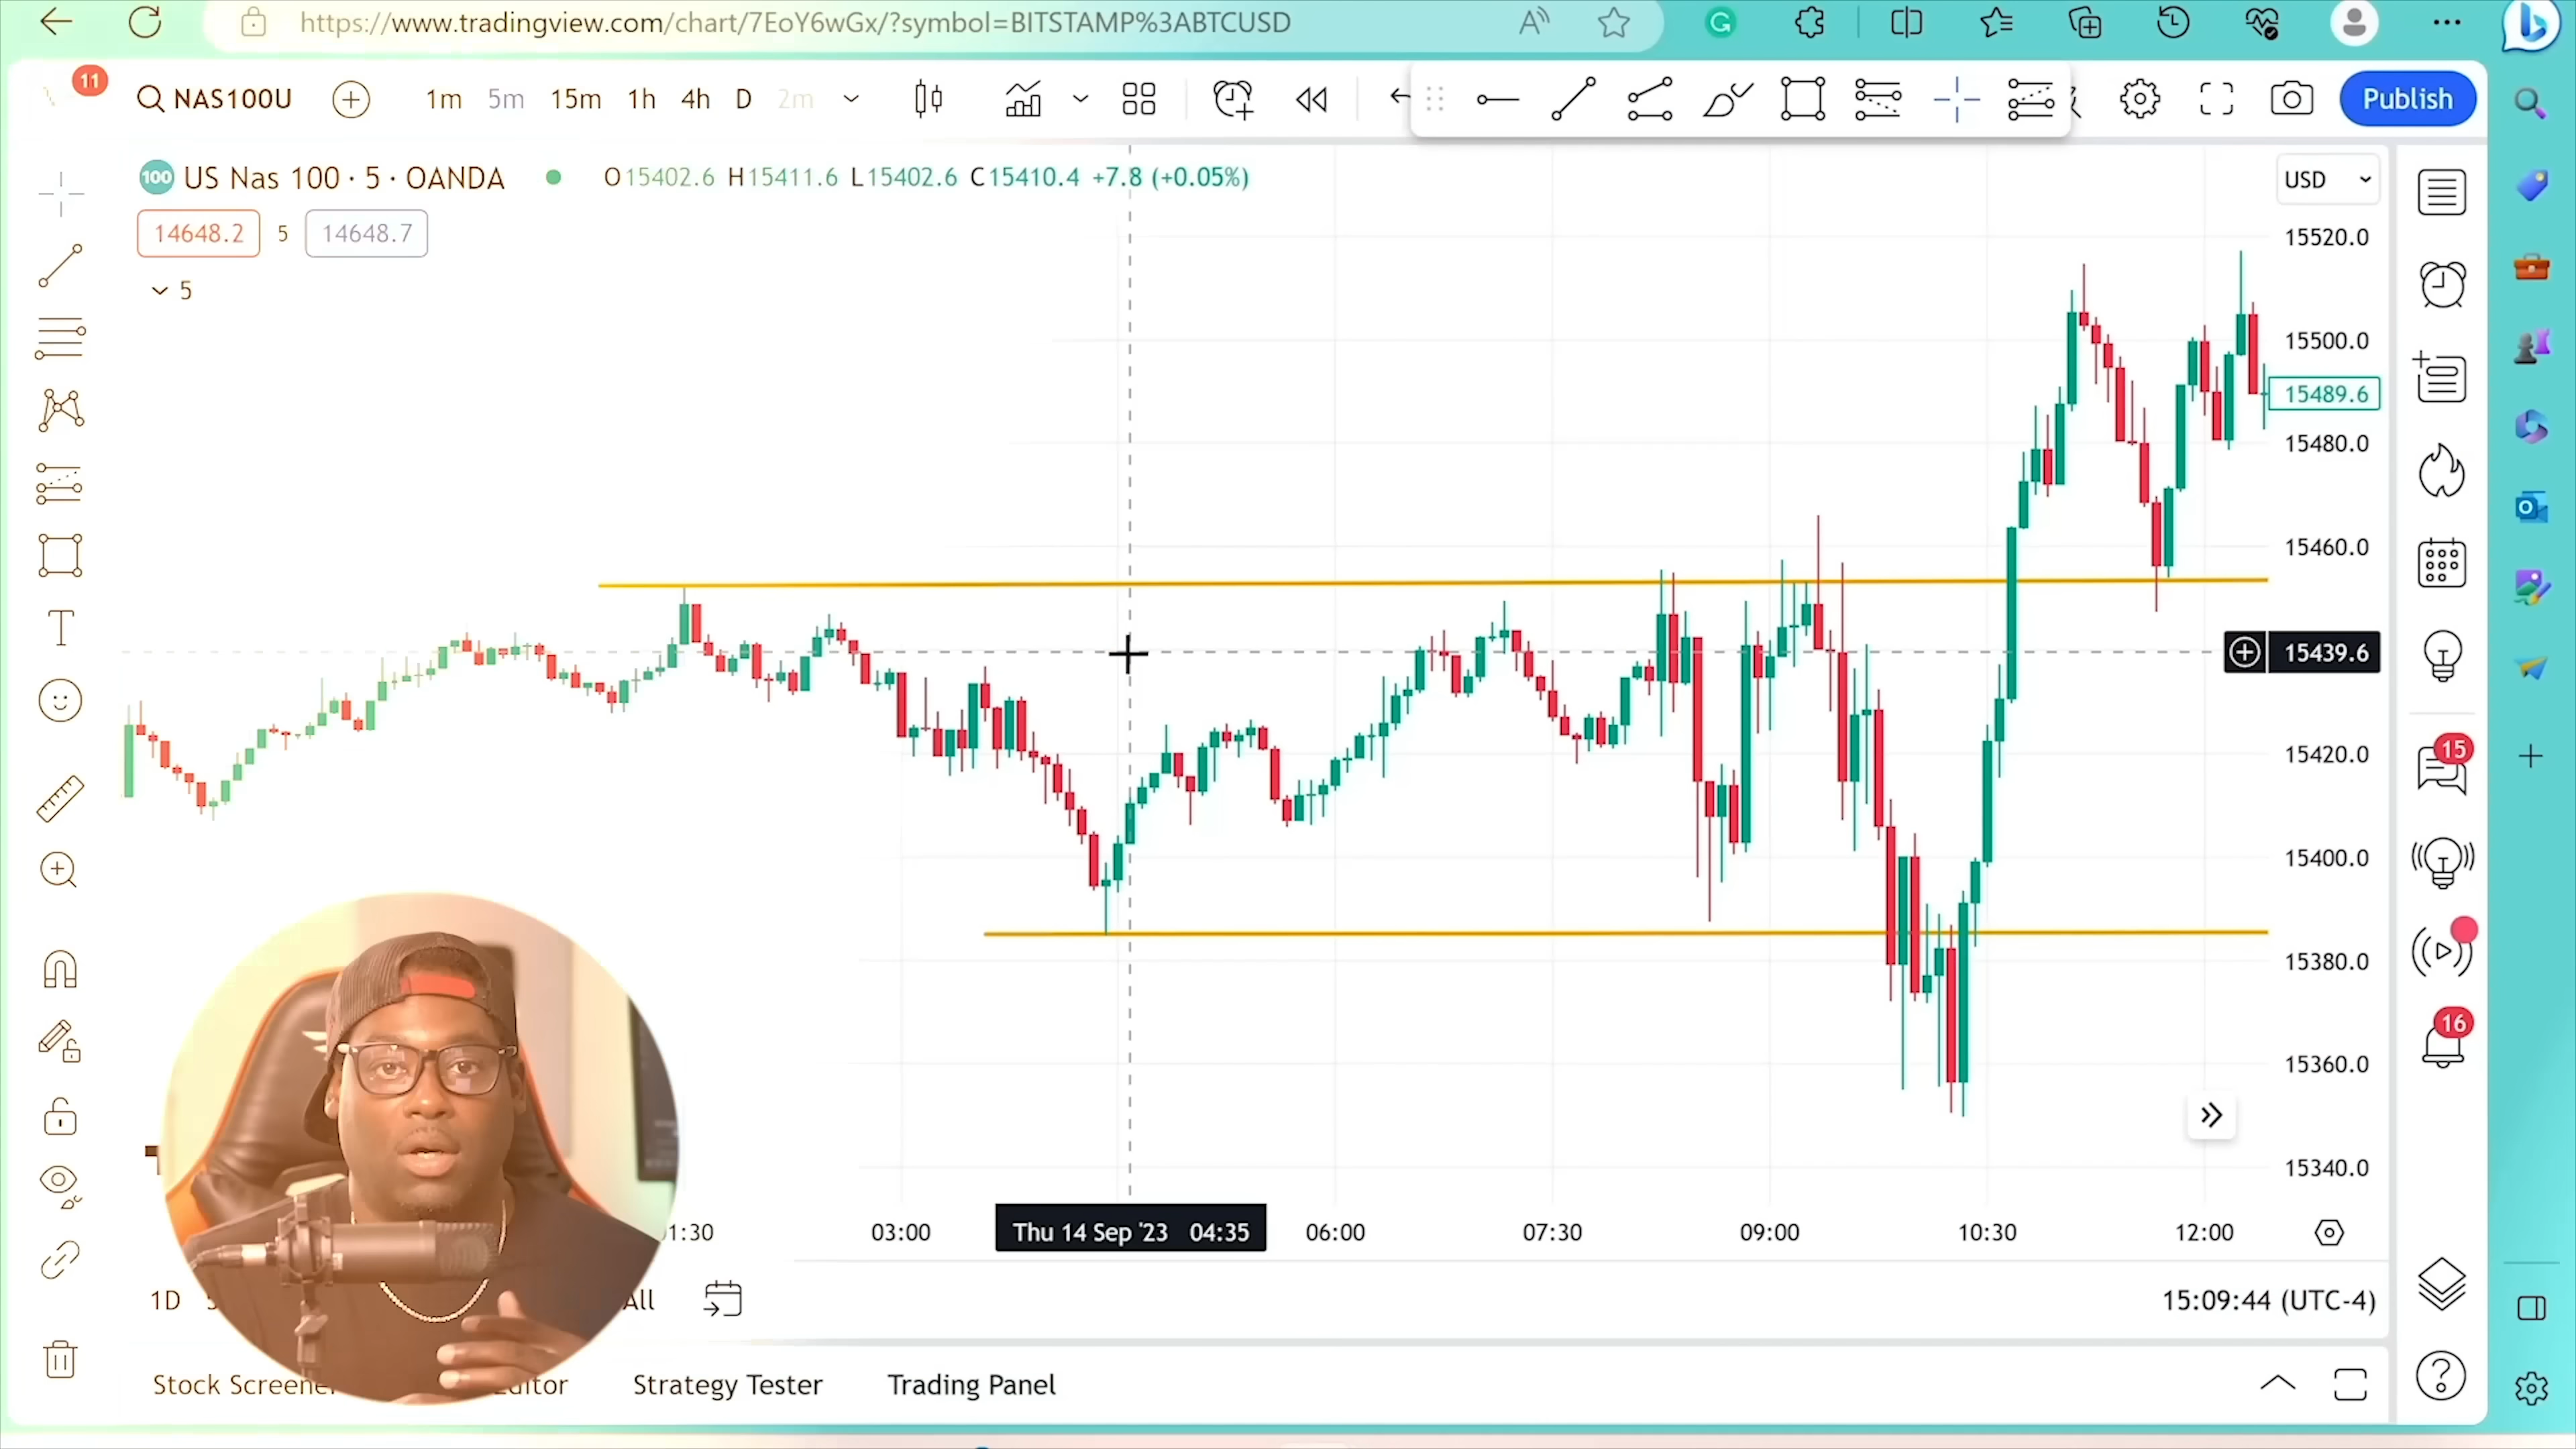 https://www.tradingview.com/chart/7EoY6wGx/?symbol=BITSTAMP%3ABTCUSD
11
NAS100U
1m 5m 15m 1h 4h D 2m
Publish
100 US Nas 100 · 5 · OANDA
O15402.6 H15411.6 L15402.6 C15410.4 +7.8 (+0.05%)
USD
14648.2 5 14648.7
5
15520.0
15500.0
15489.6
15480.0
15460.0
15439.6
15420.0
15400.0
15380.0
15360.0
15340.0
15
16
03:00
Thu 14 Sep '23 04:35
06:00
07:30
09:00
10:30
12:00
1D
All
15:09:44 (UTC-4)
Stock Screener
Strategy Tester
Trading Panel